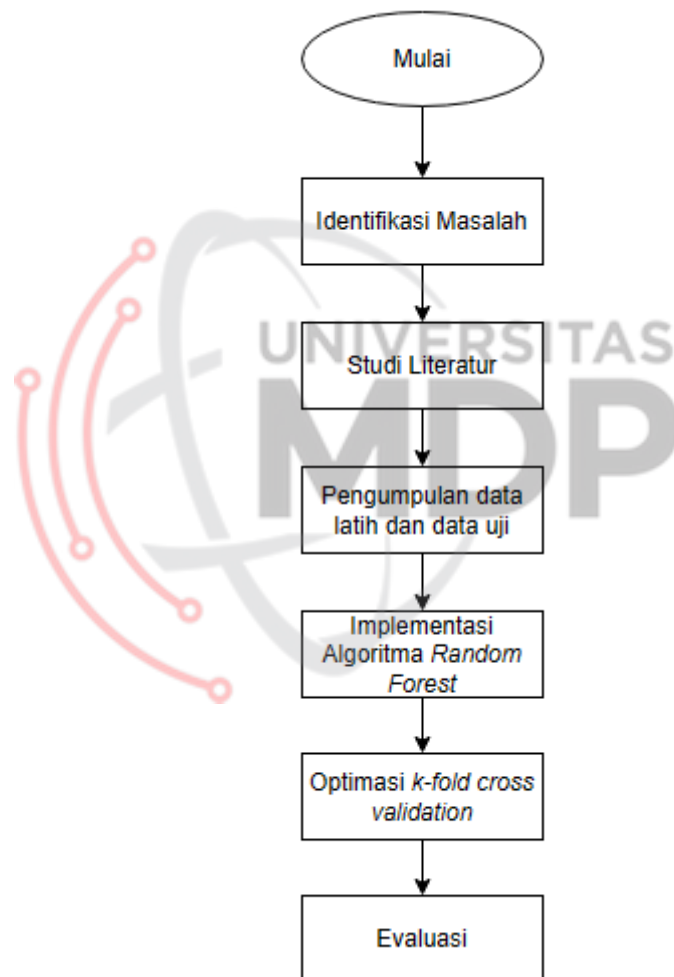 Mulai
Identifikasi Masalah
UNIVERSITAS
MDP
Studi Literatur
Pengumpulan data
latih dan data uji
Implementasi
Algoritma Random
Forest
Optimasi k-fold cross
validation
Evaluasi